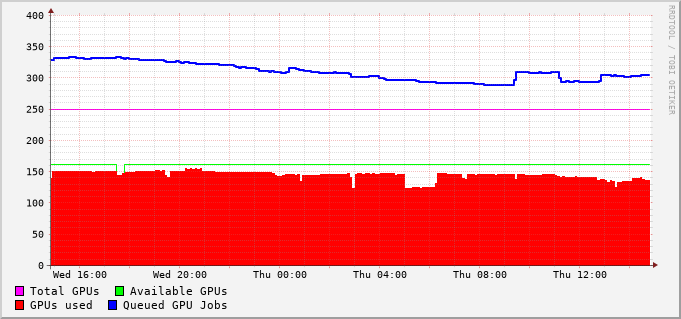 RRDTOOL / TOBI OETIKER
400
350
300
250
200
150
100
50
0
Wed 16:00 Wed 20:00 Thu 00:00 Thu 04:00 Thu 08:00 Thu 12:00
Total GPUs Available GPUs
GPUs used Queued GPU Jobs